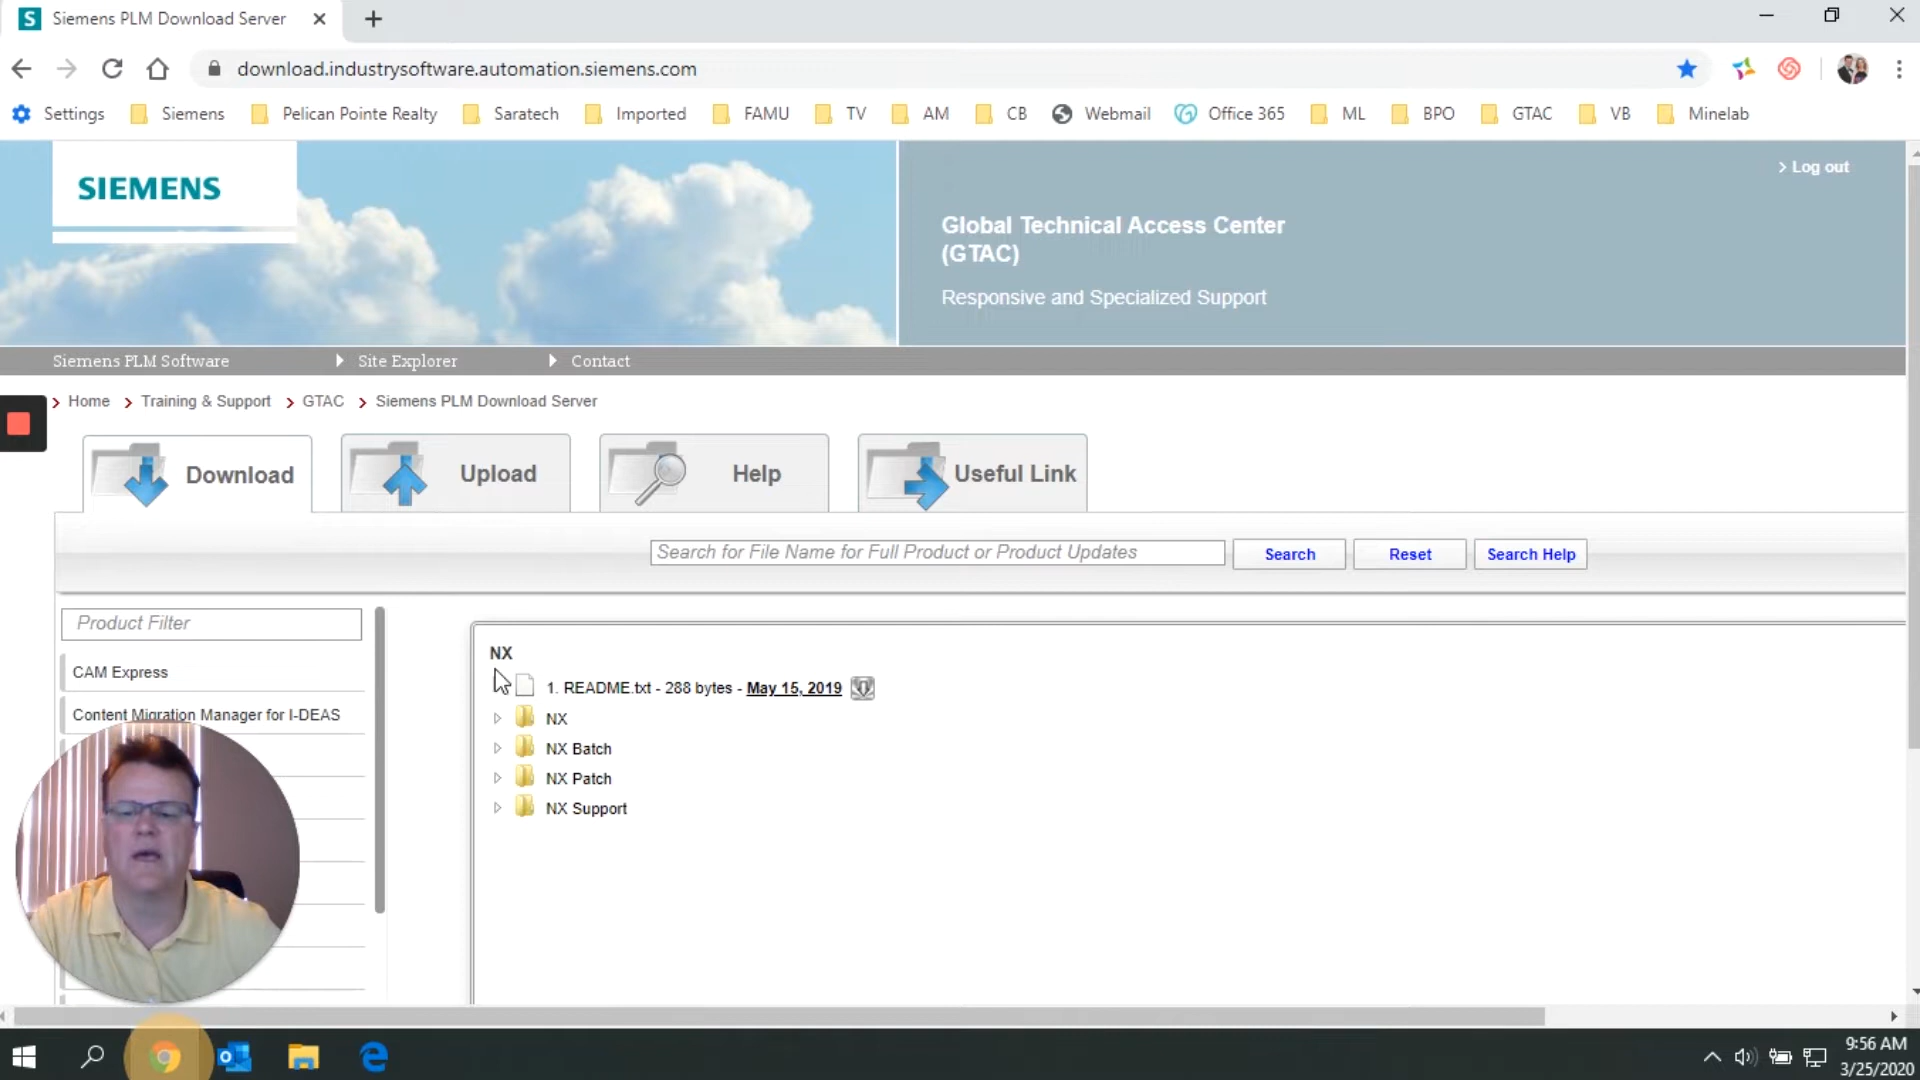 S Siemens PLM Download Server
download.industrysoftware.automation.siemens.com
Settings Siemens Pelican Pointe Realty Saratech Imported FAMU TV AM CB Webmail Office 365 ML BPO GTAC VB Minelab
SIEMENS
> Log out
Global Technical Access Center
(GTAC)
Responsive and Specialized Support
Siemens PLM Software Site Explorer Contact
Home Training & Support GTAC Siemens PLM Download Server
Download Upload Help Useful Link
Search for File Name for Full Product or Product Updates Search Reset Search Help
Product Filter
CAM Express
Content Migration Manager for I-DEAS
NX
1. README.txt - 288 bytes - May 15, 2019
NX
NX Batch
NX Patch
NX Support
9:56 AM
3/25/2020